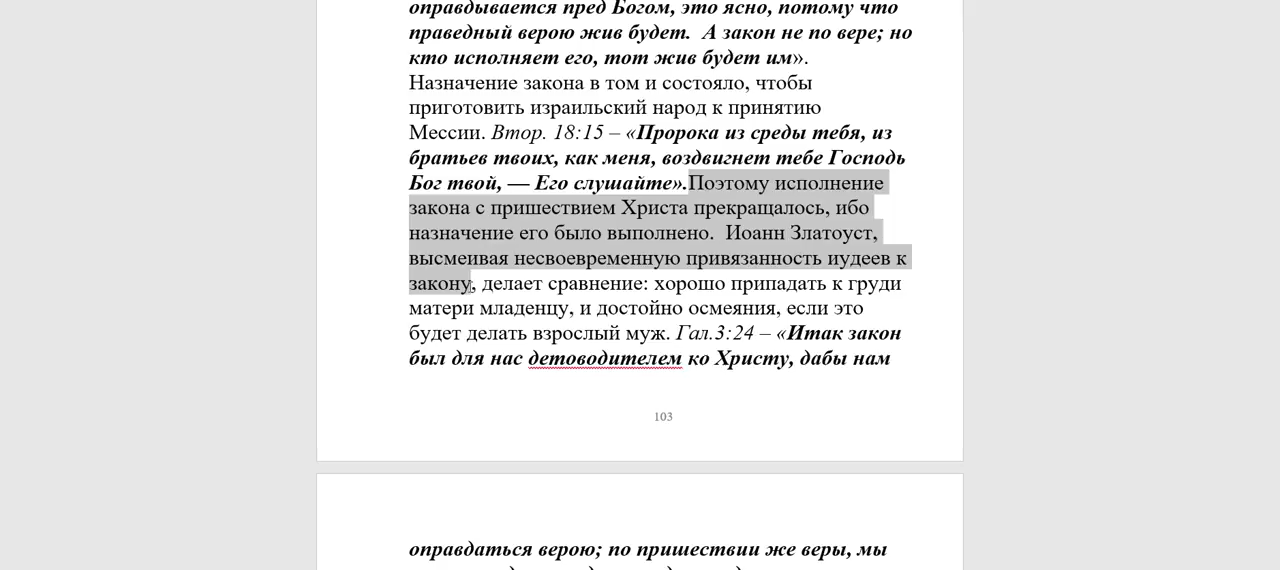 оправдывается пред Богом, это ясно, потому что
праведный верою жив будет.  А закон не по вере; но
кто исполняет его, тот жив будет им».
Назначение закона в том и состояло, чтобы
приготовить израильский народ к принятию
Мессии. Втор. 18:15 – «Пророка из среды тебя, из
братьев твоих, как меня, воздвигнет тебе Господь
Бог твой, — Его слушайте».Поэтому исполнение
закона с пришествием Христа прекращалось, ибо
назначение его было выполнено.  Иоанн Златоуст,
высмеивая несвоевременную привязанность иудеев к
закону, делает сравнение: хорошо припадать к груди
матери младенцу, и достойно осмеяния, если это
будет делать взрослый муж. Гал.3:24 – «Итак закон
был для нас детоводителем ко Христу, дабы нам
103
оправдаться верою; по пришествии же веры, мы